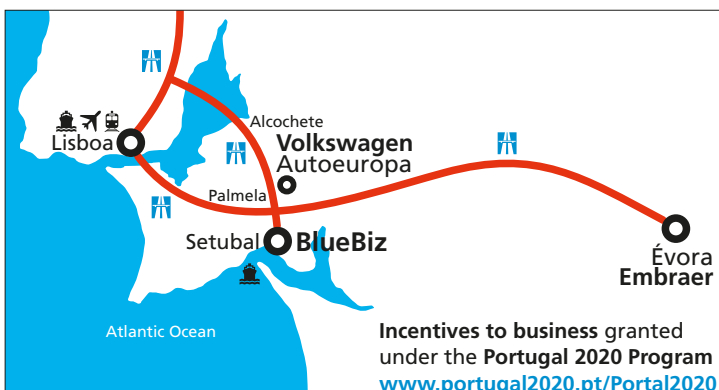 Alcochete
Volkswagen
Autoeuropa
Lisboa
Palmela
Setubal
BlueBiz
Évora
Embraer
Atlantic Ocean
Incentives to business granted
under the Portugal 2020 Program
www.portugal2020.pt/Portal2020